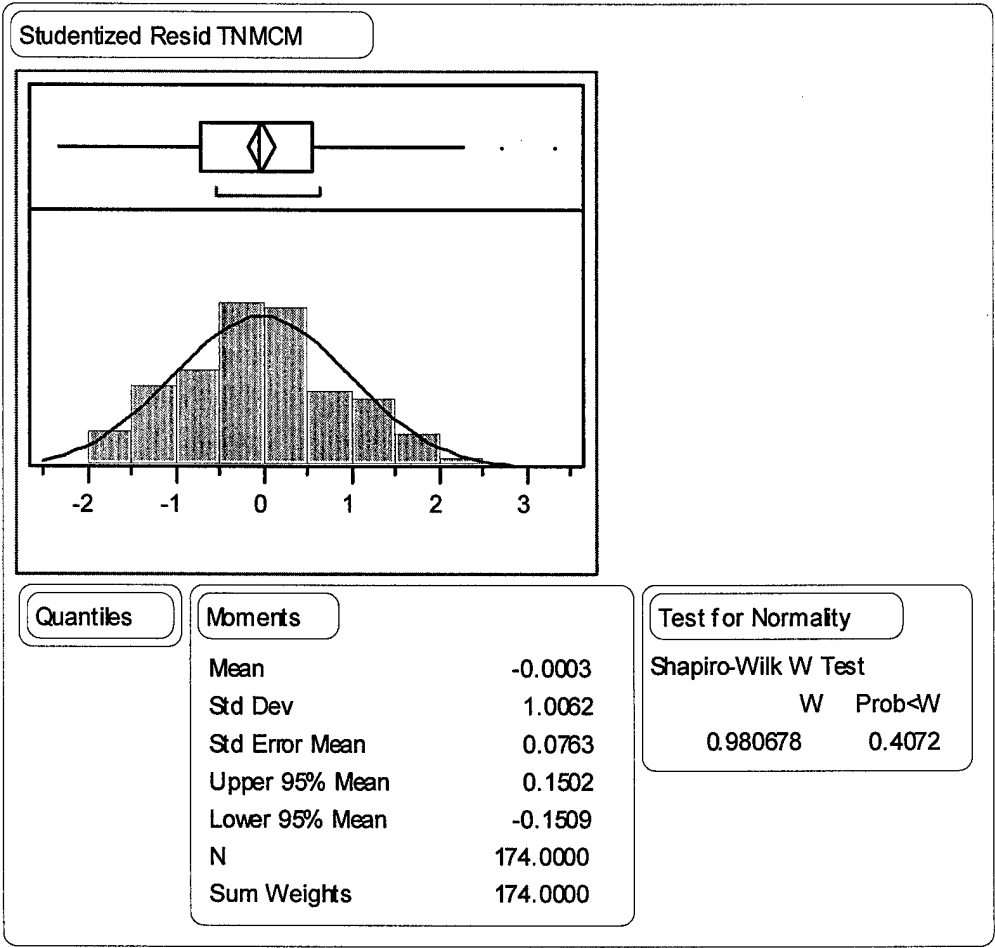 Studentized Resid TNMCM
-2 -1 0 1 2 3
Quantiles
Moments
Mean -0.0003
Std Dev 1.0062
Std Error Mean 0.0763
Upper 95% Mean 0.1502
Lower 95% Mean -0.1509
N 174.0000
Sum Weights 174.0000
Test for Normality
Shapiro-Wilk W Test
W Prob<W
0.980678 0.4072